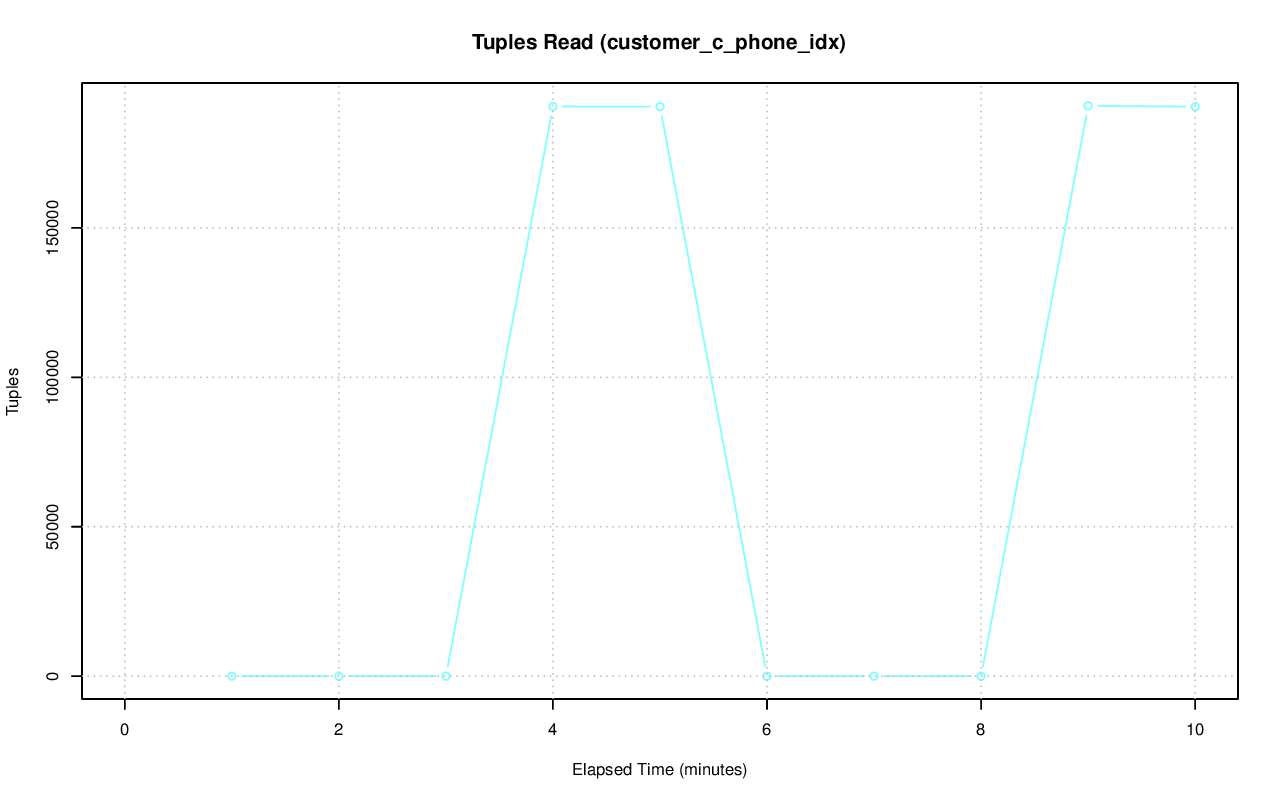 Tuples Read (customer_c_phone_idx)
Tuples
150000
100000
50000
0
0 2 4 6 8 10
Elapsed Time (minutes)